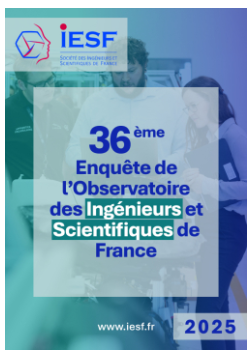 iESF
SOCIÉTÉ DES INGÉNIEURS ET
SCIENTIFIQUES DE FRANCE
36ème
Enquête de
l'Observatoire
des Ingénieurs et
Scientifiques de
France
www.iesf.fr
2025